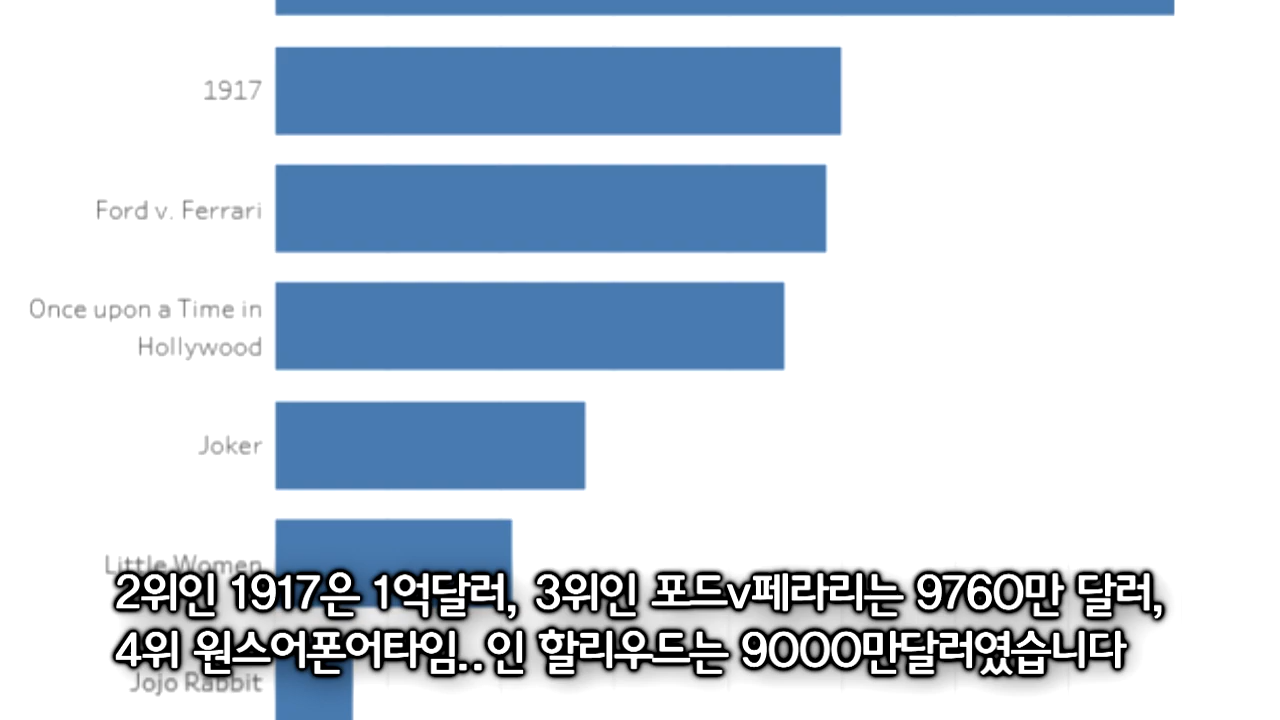 1917
Ford v. Ferrari
Once upon a Time in
Hollywood
Joker
Little Women
2위인 1917은 1억달러, 3위인 포드v페라리는 9760만 달러,
4위 원스어폰어타임..인 할리우드는 9000만달러였습니다
Jojo Rabbit